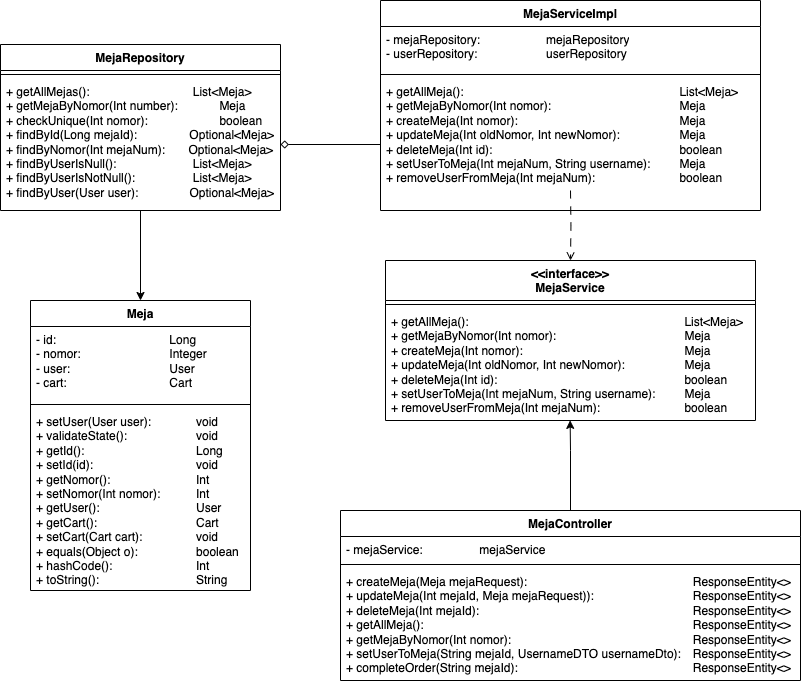 MejaRepository
+ getAllMejas(): List<Meja>
+ getMejaByNomor(Int number): Meja
+ checkUnique(Int nomor): boolean
+ findById(Long mejaId): Optional<Meja>
+ findByNomor(Int mejaNum): Optional<Meja>
+ findByUserIsNull(): List<Meja>
+ findByUserIsNotNull(): List<Meja>
+ findByUser(User user): Optional<Meja>
MejaServiceImpl
- mejaRepository: mejaRepository
- userRepository: userRepository
+ getAllMeja(): List<Meja>
+ getMejaByNomor(Int nomor): Meja
+ createMeja(Int nomor): Meja
+ updateMeja(Int oldNomor, Int newNomor): Meja
+ deleteMeja(Int id): boolean
+ setUserToMeja(Int mejaNum, String username): Meja
+ removeUserFromMeja(Int mejaNum): boolean
Meja
- id: Long
- nomor: Integer
- user: User
- cart: Cart
+ setUser(User user): void
+ validateState(): void
+ getId(): Long
+ setId(id): void
+ getNomor(): Int
+ setNomor(Int nomor): Int
+ getUser(): User
+ getCart(): Cart
+ setCart(Cart cart): void
+ equals(Object o): boolean
+ hashCode(): Int
+ toString(): String
<<interface>>
MejaService
+ getAllMeja(): List<Meja>
+ getMejaByNomor(Int nomor): Meja
+ createMeja(Int nomor): Meja
+ updateMeja(Int oldNomor, Int newNomor): Meja
+ deleteMeja(Int id): boolean
+ setUserToMeja(Int mejaNum, String username): Meja
+ removeUserFromMeja(Int mejaNum): boolean
MejaController
- mejaService: mejaService
+ createMeja(Meja mejaRequest): ResponseEntity<>
+ updateMeja(Int mejaId, Meja mejaRequest)): ResponseEntity<>
+ deleteMeja(Int mejaId): ResponseEntity<>
+ getAllMeja(): ResponseEntity<>
+ getMejaByNomor(Int nomor): ResponseEntity<>
+ setUserToMeja(String mejaId, UsernameDTO usernameDto): ResponseEntity<>
+ completeOrder(String mejaId): ResponseEntity<>